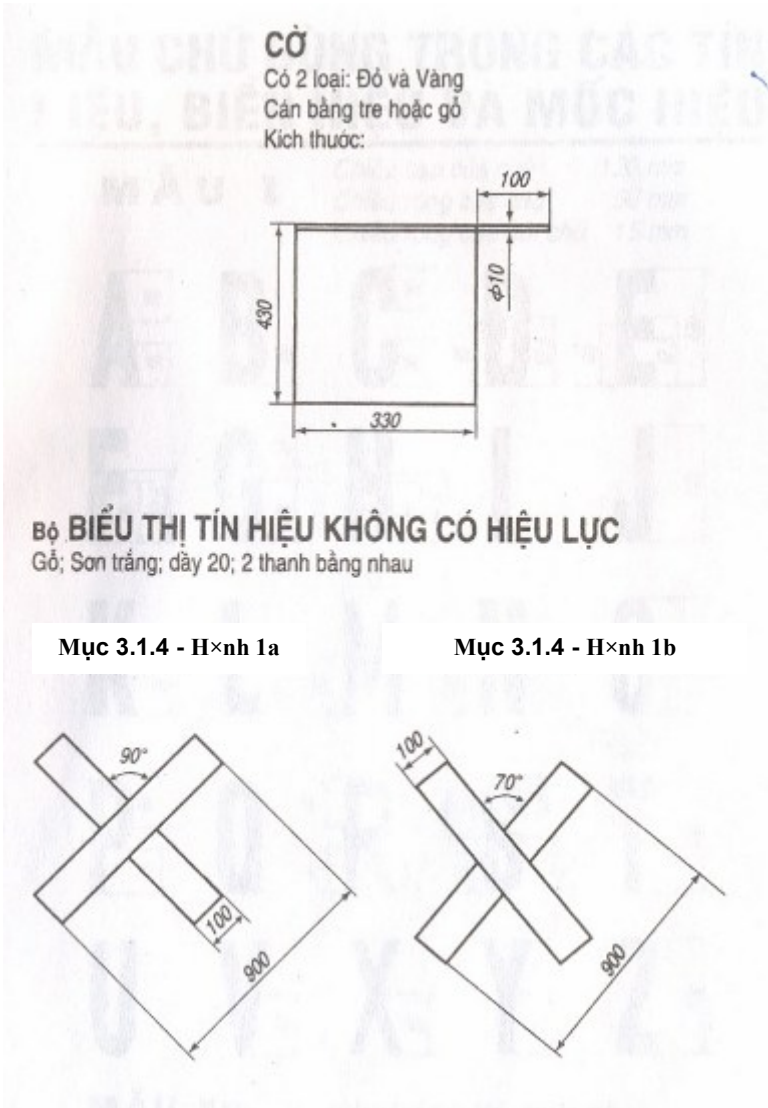 CỜ
Có 2 loại: Đỏ và Vàng
Cán bằng tre hoặc gỗ
Kích thước:
100
ф10
430
330
Bộ BIỂU THỊ TÍN HIỆU KHÔNG CÓ HIỆU LỰC
Gỗ; Sơn trắng; dầy 20; 2 thanh bằng nhau
Mục 3.1.4 - H×nh 1a
Mục 3.1.4 - H×nh 1b
90°
100
900
100
70°
900